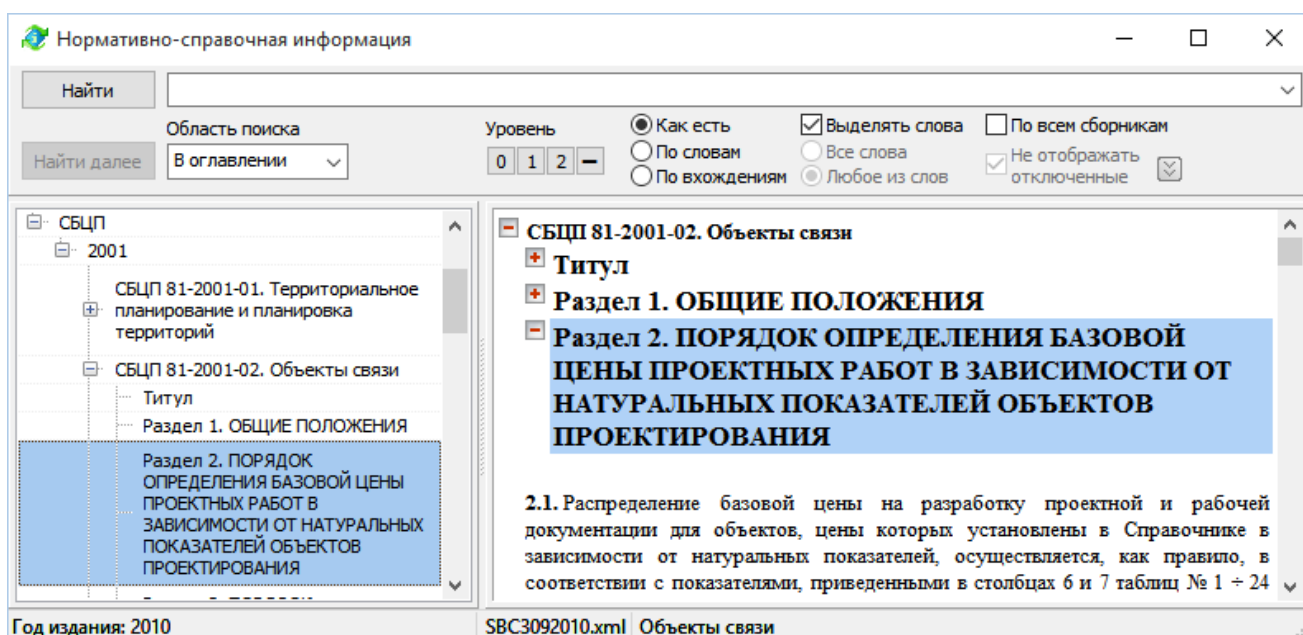 Нормативно-справочная информация
Найти
Область поиска
Уровень
Как есть
Выделять слова
По всем сборникам
Найти далее
В оглавлении
0 1 2
По словам
Все слова
Не отображать
отключенные
По вхождениям
Любое из слов
СБЦП
2001
СБЦП 81-2001-01. Территориальное
планирование и планировка
территорий
СБЦП 81-2001-02. Объекты связи
Титул
Раздел 1. ОБЩИЕ ПОЛОЖЕНИЯ
Раздел 2. ПОРЯДОК
ОПРЕДЕЛЕНИЯ БАЗОВОЙ ЦЕНЫ
ПРОЕКТНЫХ РАБОТ В
ЗАВИСИМОСТИ ОТ НАТУРАЛЬНЫХ
ПОКАЗАТЕЛЕЙ ОБЪЕКТОВ
ПРОЕКТИРОВАНИЯ
СБЦП 81-2001-02. Объекты связи
Титул
Раздел 1. ОБЩИЕ ПОЛОЖЕНИЯ
Раздел 2. ПОРЯДОК ОПРЕДЕЛЕНИЯ БАЗОВОЙ
ЦЕНЫ ПРОЕКТНЫХ РАБОТ В ЗАВИСИМОСТИ ОТ
НАТУРАЛЬНЫХ ПОКАЗАТЕЛЕЙ ОБЪЕКТОВ
ПРОЕКТИРОВАНИЯ
2.1. Распределение базовой цены на разработку проектной и рабочей
документации для объектов, цены которых установлены в Справочнике в
зависимости от натуральных показателей, осуществляется, как правило, в
соответствии с показателями, приведенными в столбцах 6 и 7 таблиц № 1 ÷ 24
Год издания: 2010
SBC3092010.xml
Объекты связи